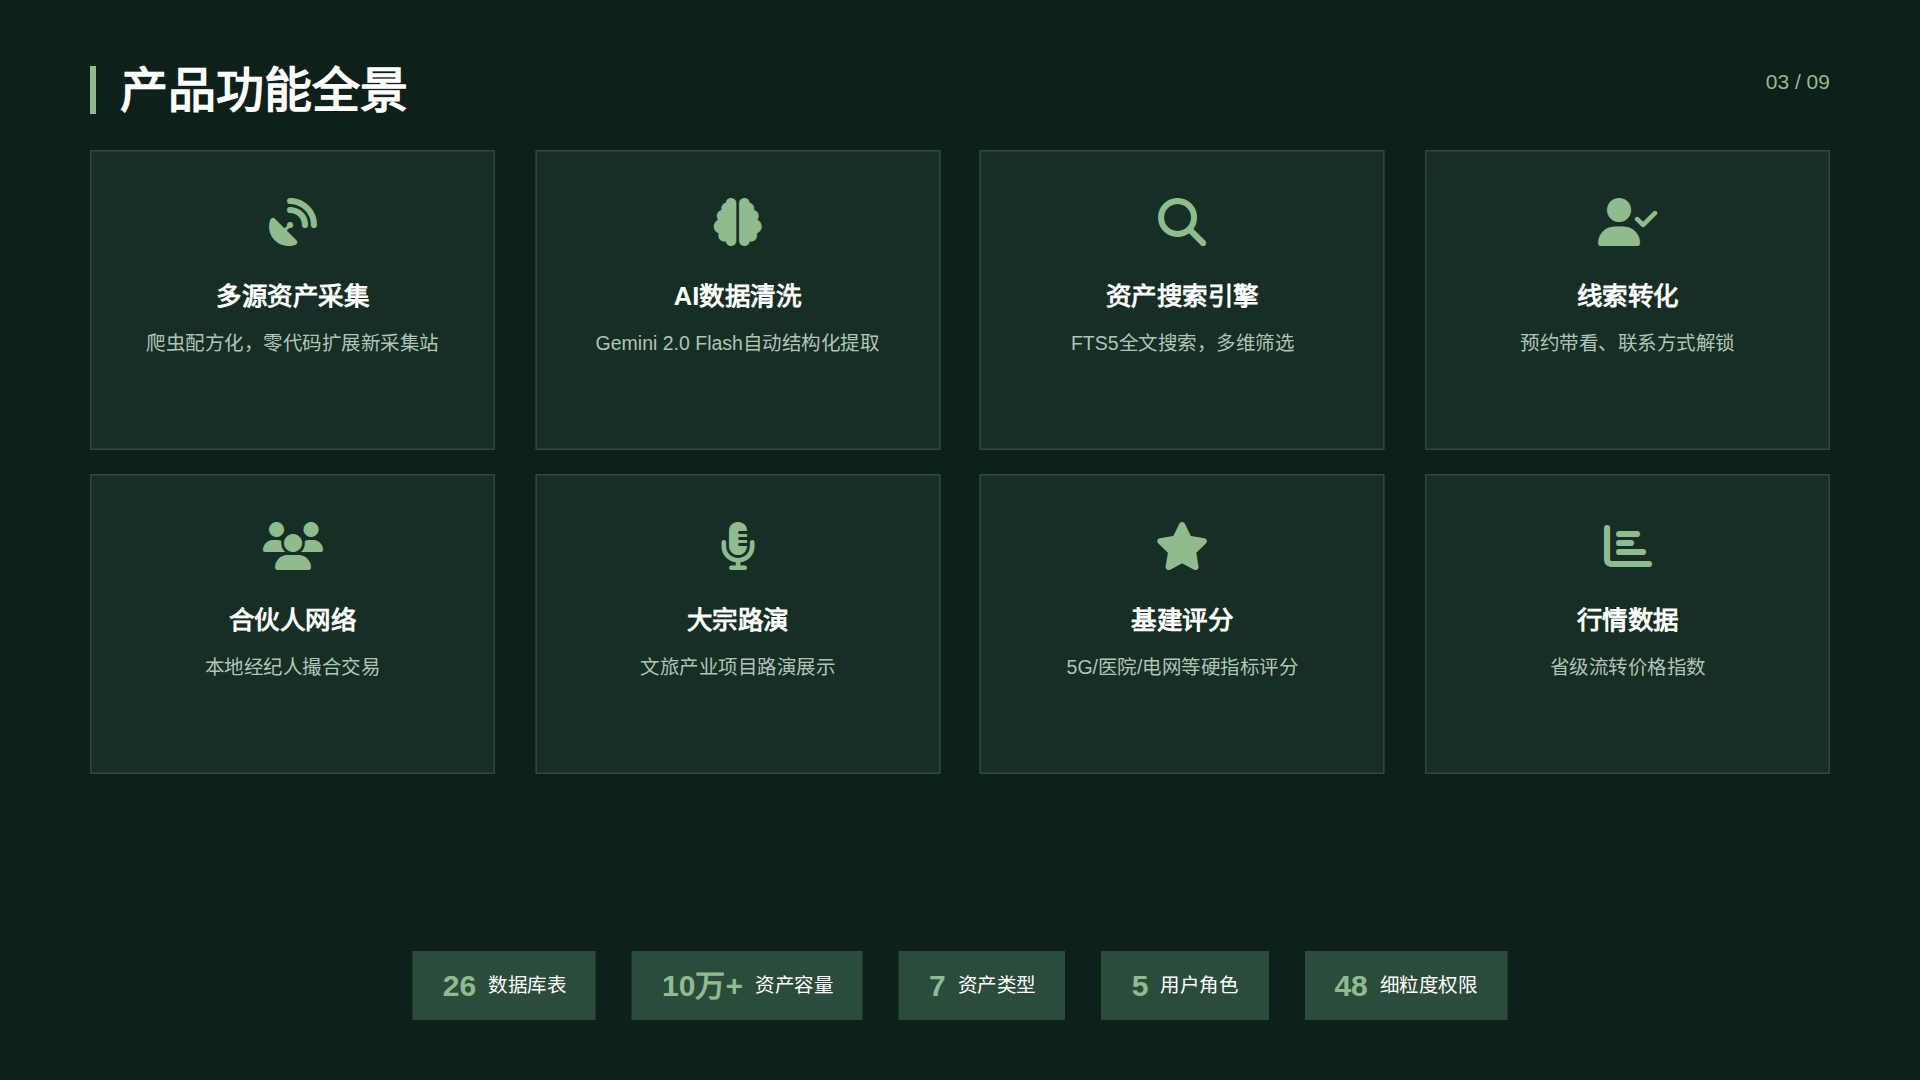 产品功能全景
03 / 09
多源资产采集
爬虫配方化，零代码扩展新采集站
AI数据清洗
Gemini 2.0 Flash自动结构化提取
资产搜索引擎
FTS5全文搜索，多维筛选
线索转化
预约带看、联系方式解锁
合伙人网络
本地经纪人撮合交易
大宗路演
文旅产业项目路演展示
基建评分
5G/医院/电网等硬指标评分
行情数据
省级流转价格指数
26 数据库表
10万+ 资产容量
7 资产类型
5 用户角色
48 细粒度权限